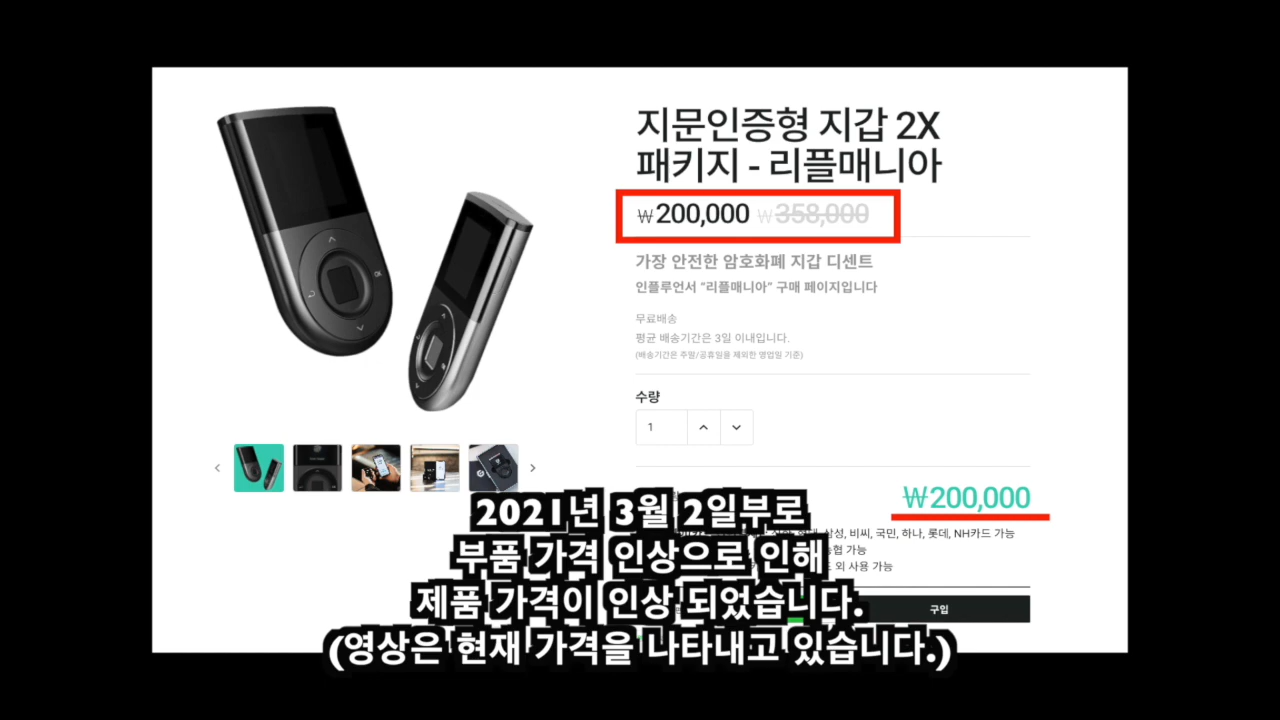 지문인증형 지갑 2X
패키지 - 리플매니아
₩200,000 ₩358,000
가장 안전한 암호화폐 지갑 디센트
인플루언서 "리플매니아" 구매 페이지입니다
무료배송
평균 배송기간은 3일 이내입니다.
(배송기간은 주말/공휴일을 제외한 영업일 기준)
수량
1
₩200,000
삼성, 비씨, 국민, 하나, 롯데, NH카드 가능
가능
외 사용 가능
구입
2021년 3월 2일부로
부품 가격 인상으로 인해
제품 가격이 인상 되었습니다.
(영상은 현재 가격을 나타내고 있습니다.)